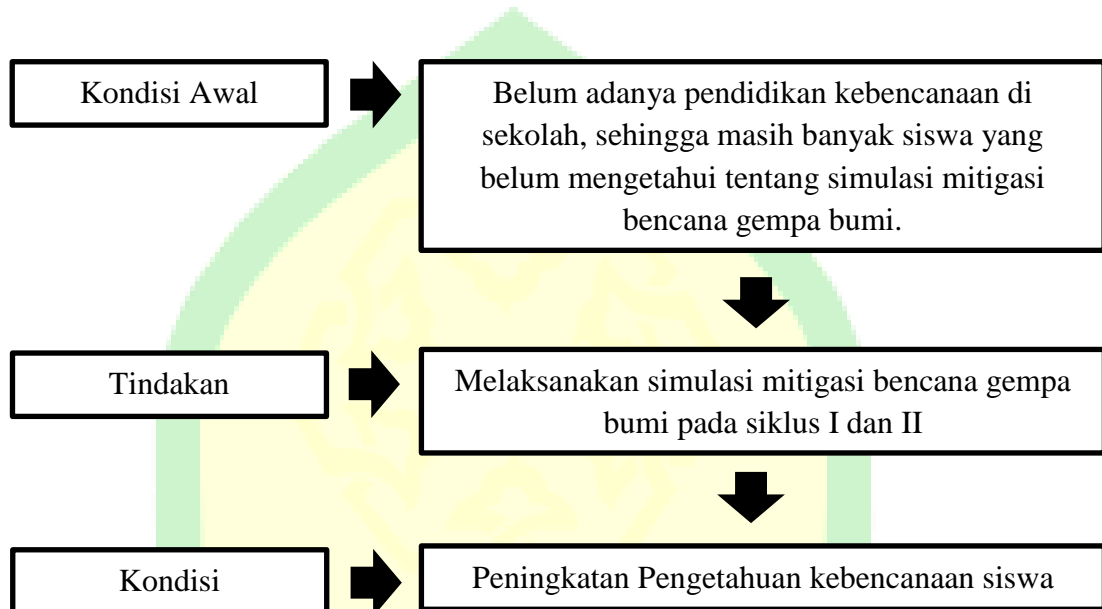 Kondisi Awal
Belum adanya pendidikan kebencanaan di
sekolah, sehingga masih banyak siswa yang
belum mengetahui tentang simulasi mitigasi
bencana gempa bumi.
Tindakan
Melaksanakan simulasi mitigasi bencana gempa
bumi pada siklus I dan II
Kondisi
Peningkatan Pengetahuan kebencanaan siswa